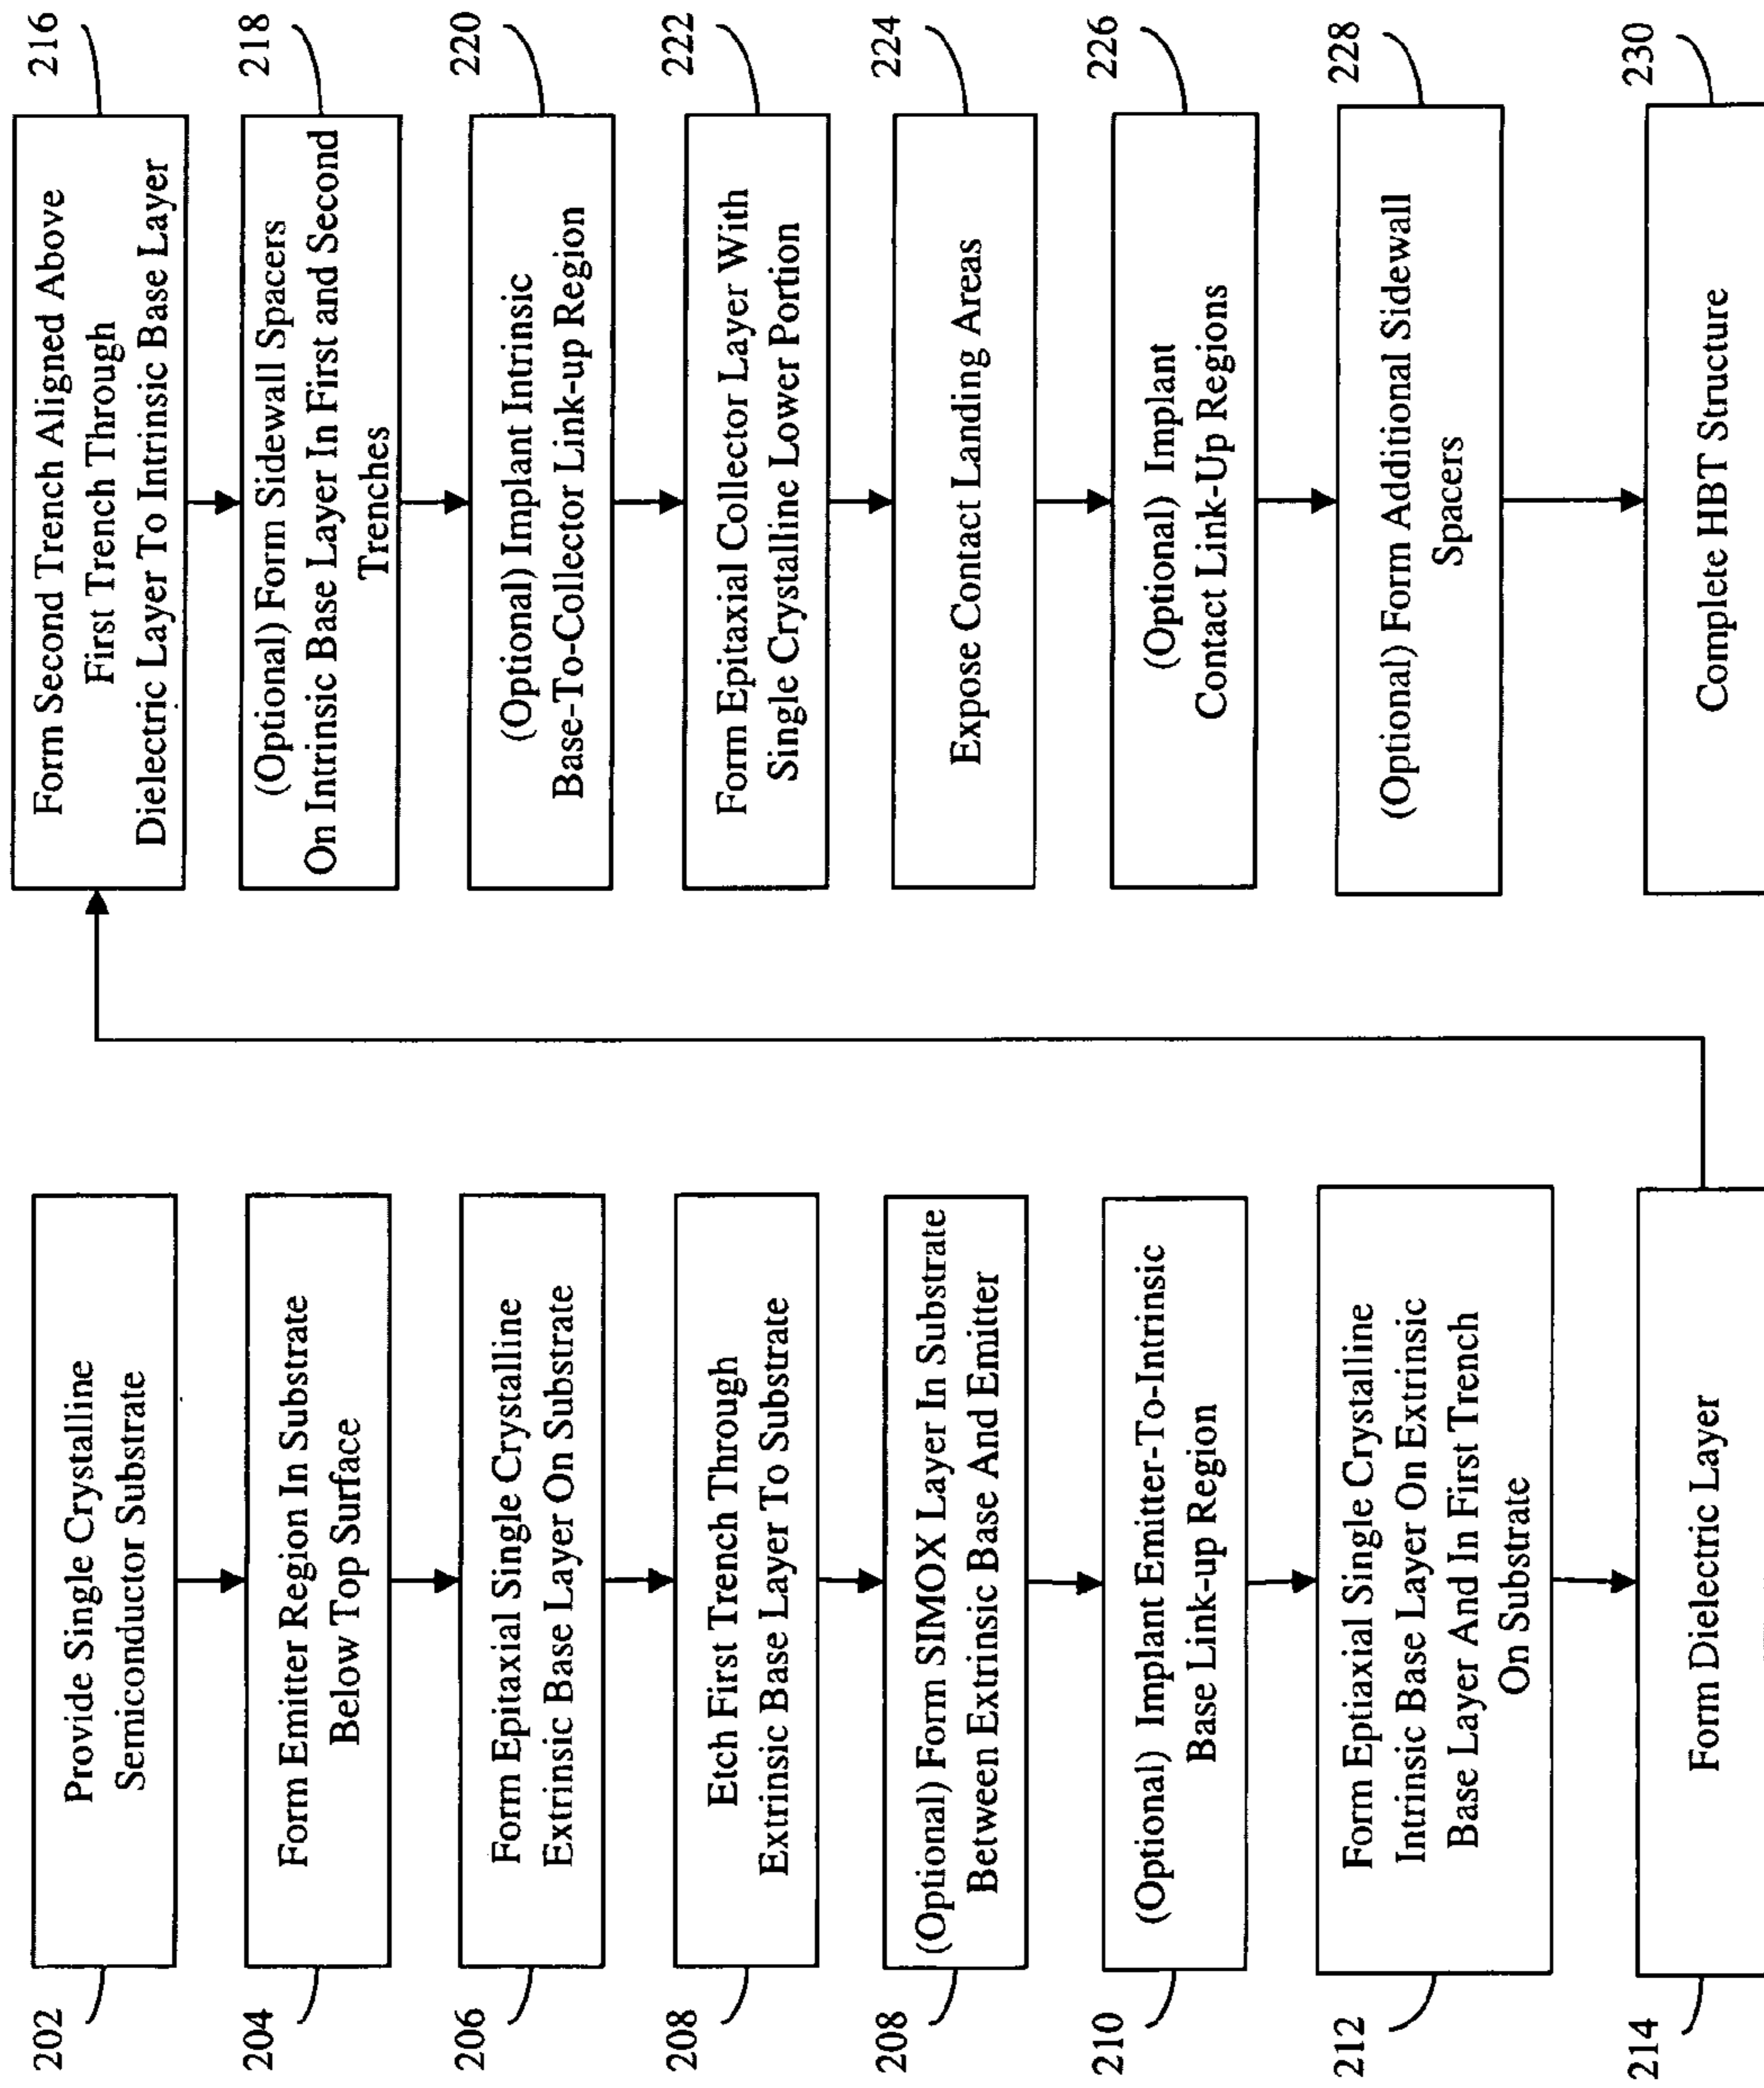 202
Provide Single Crystalline
Semiconductor Substrate
204
Form Emitter Region In Substrate
Below Top Surface
206
Form Epitaxial Single Crystalline
Extrinsic Base Layer On Substrate
208
Etch First Trench Through
Extrinsic Base Layer To Substrate
208
(Optional) Form SIMOX Layer In Substrate
Between Extrinsic Base And Emitter
210
(Optional) Implant Emitter-To-Intrinsic
Base Link-up Region
212
Form Eptiaxial Single Crystalline
Intrinsic Base Layer On Extrinsic
Base Layer And In First Trench
On Substrate
214
Form Dielectric Layer
216
Form Second Trench Aligned Above
First Trench Through
Dielectric Layer To Intrinsic Base Layer
218
(Optional) Form Sidewall Spacers
On Intrinsic Base Layer In First and Second
Trenches
220
(Optional) Implant Intrinsic
Base-To-Collector Link-up Region
222
Form Epitaxial Collector Layer With
Single Crystalline Lower Portion
224
Expose Contact Landing Areas
226
(Optional) Implant
Contact Link-Up Regions
228
(Optional) Form Additional Sidewall
Spacers
230
Complete HBT Structure